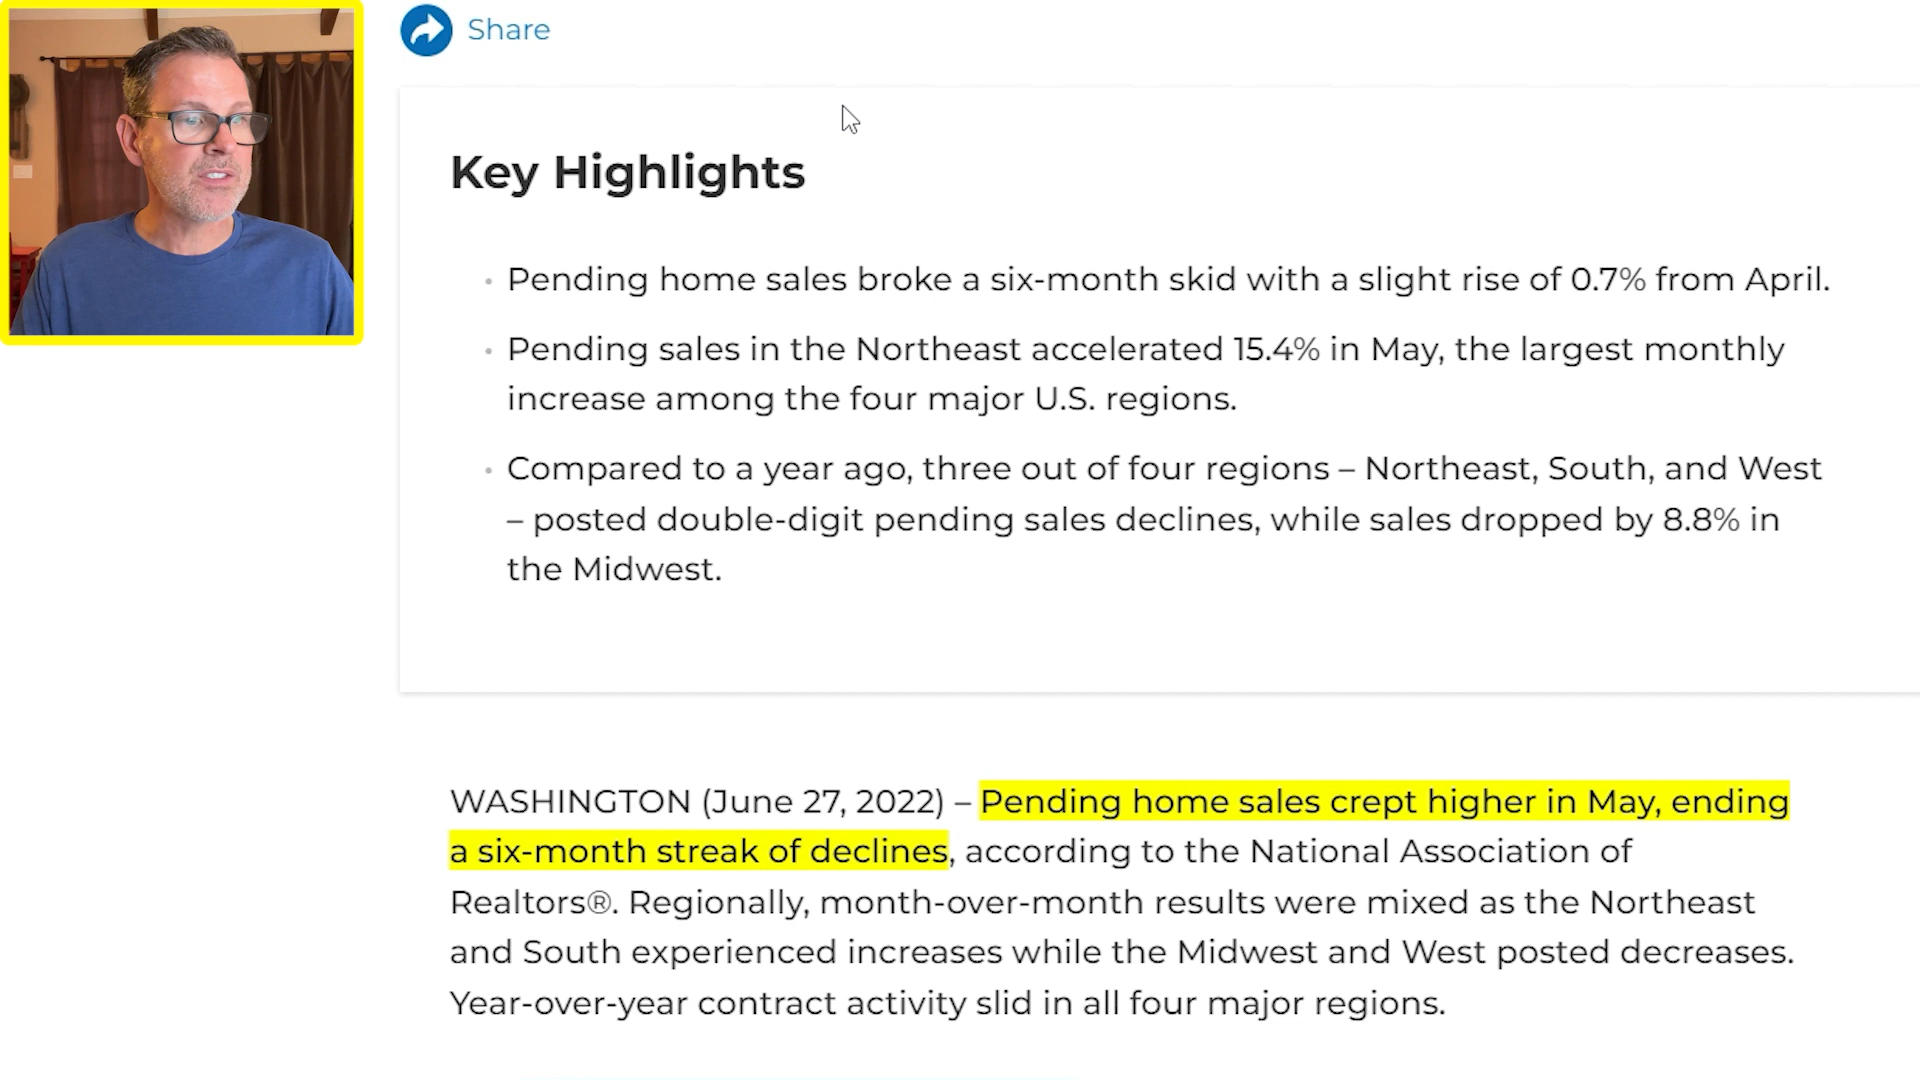 Share
Key Highlights
Pending home sales broke a six-month skid with a slight rise of 0.7% from April.
Pending sales in the Northeast accelerated 15.4% in May, the largest monthly
increase among the four major U.S. regions.
Compared to a year ago, three out of four regions – Northeast, South, and West
– posted double-digit pending sales declines, while sales dropped by 8.8% in
the Midwest.
WASHINGTON (June 27, 2022) – Pending home sales crept higher in May, ending
a six-month streak of declines, according to the National Association of
Realtors®. Regionally, month-over-month results were mixed as the Northeast
and South experienced increases while the Midwest and West posted decreases.
Year-over-year contract activity slid in all four major regions.